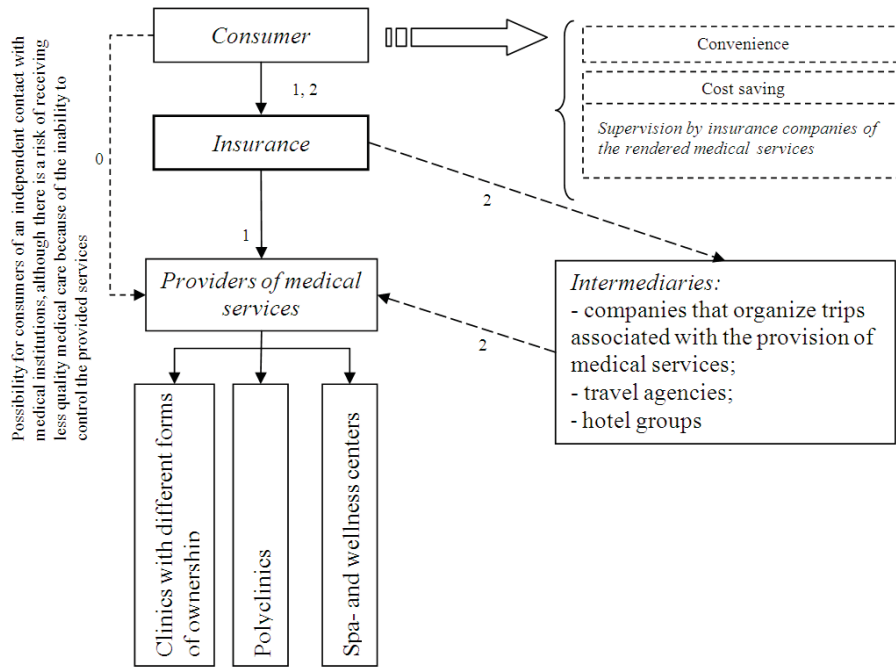 Possibility for consumers of an independent contact with
medical institutions, although there is a risk of receiving
less quality medical care because of the inability to
control the provided services
0
Consumer
1, 2
Insurance
1
2
Providers of medical
services
2
Convenience
Cost saving
Supervision by insurance companies of
the rendered medical services
Intermediaries:
- companies that organize trips
associated with the provision of
medical services;
- travel agencies;
- hotel groups
Clinics with different forms
of ownership
Polyclinics
Spa- and wellness centers